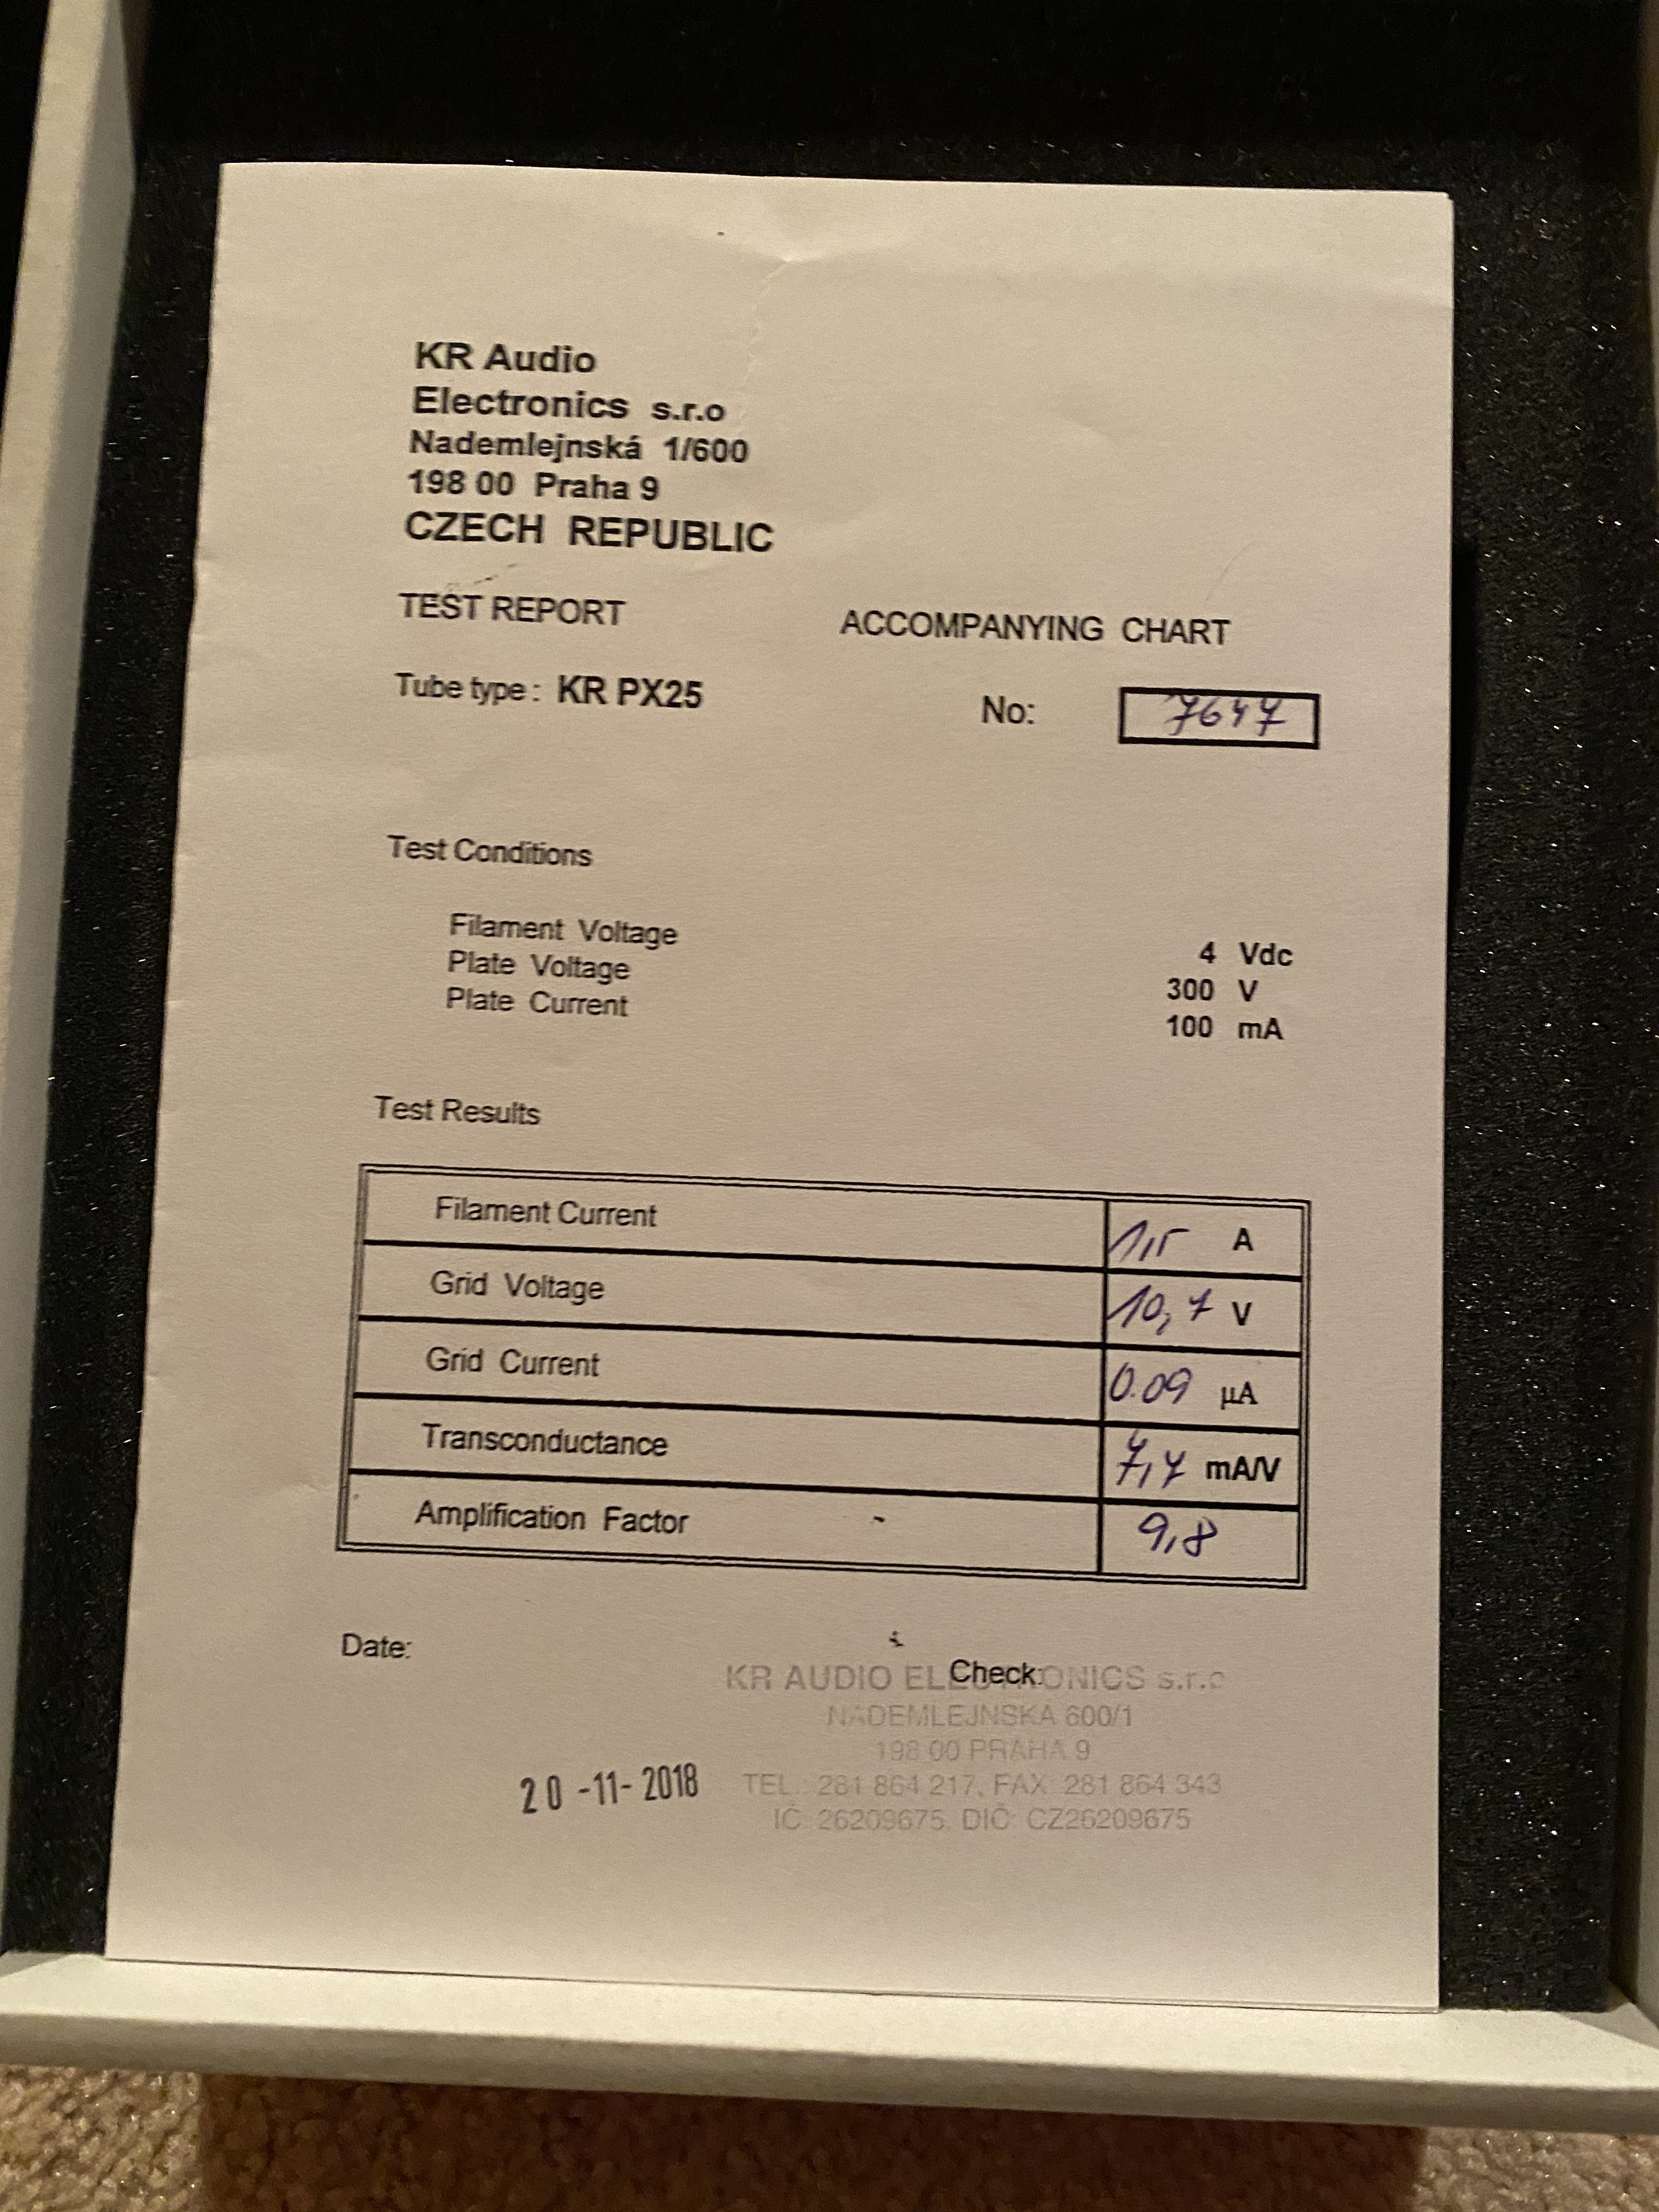 KR Audio
Electronics s.r.o
Nademlejnská 1/600
198 00 Praha 9
CZECH REPUBLIC
TEST REPORT ACCOMPANYING CHART
Tube type : KR PX25 No: 7647
Test Conditions
Filament Voltage 4 Vdc
Plate Voltage 300 V
Plate Current 100 mA
Test Results
Filament Current 1,5 A
Grid Voltage 10,7 V
Grid Current 0.09 µA
Transconductance 7,7 mA/V
Amplification Factor 9,8
Date: Check:
KR AUDIO ELECTRONICS s.r.o
NADEMLEJNSKA 600/1
198 00 PRAHA 9
20 -11- 2018 TEL.: 281 864 217, FAX: 281 864 343
IČ: 26209675. DIČ: CZ26209675